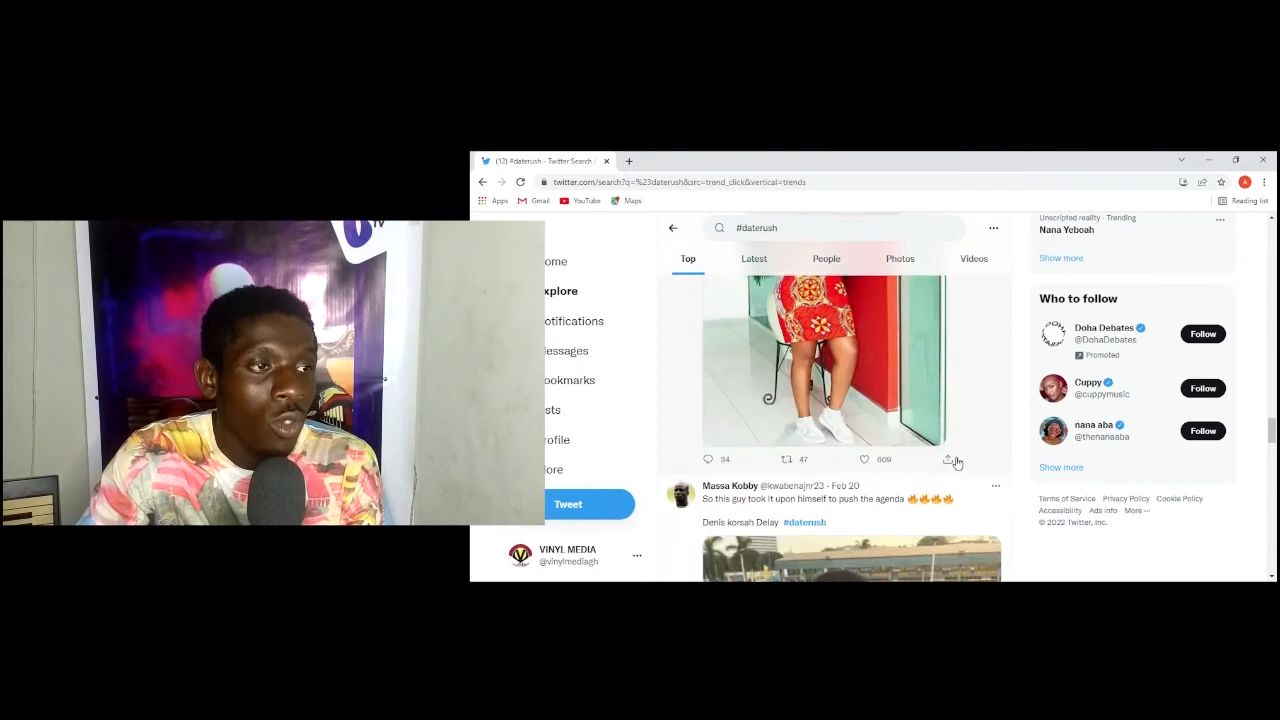 (12) #daterush - Twitter Search /
twitter.com/search?q=%23daterush&src=trend_click&vertical=trends
Apps
Gmail
YouTube
Maps
Reading list
ome
xplore
otifications
essages
ookmarks
sts
rofile
ore
Tweet
VINYL MEDIA
@vinylmediagh
#daterush
Top
Latest
People
Photos
Videos
34
47
609
Massa Kobby @kwabenajnr23 · Feb 20
So this guy took it upon himself to push the agenda 🔥🔥🔥🔥
Denis korsah Delay #daterush
Unscripted reality · Trending
Nana Yeboah
Show more
Who to follow
Doha Debates
@DohaDebates
Promoted
Follow
Cuppy
@cuppymusic
Follow
nana aba
@thenanaaba
Follow
Show more
Terms of Service Privacy Policy Cookie Policy
Accessibility Ads info More ···
© 2022 Twitter, Inc.
A